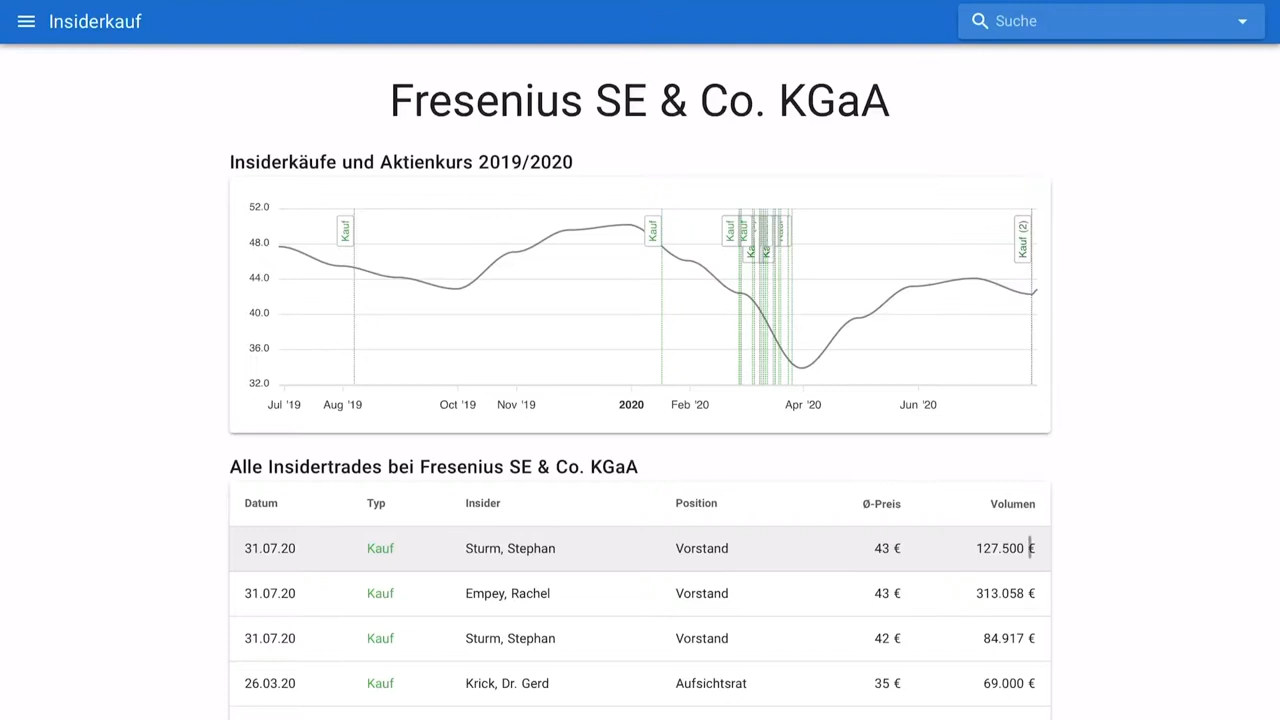 Insiderkauf
Suche
Fresenius SE & Co. KGaA
Insiderkäufe und Aktienkurs 2019/2020
52.0
48.0
44.0
40.0
36.0
32.0
Kauf
Kauf
Kauf
Kauf
Kauf (2)
Jul '19 Aug '19 Oct '19 Nov '19 2020 Feb '20 Apr '20 Jun '20
Alle Insidertrades bei Fresenius SE & Co. KGaA
Datum Typ Insider Position Ø-Preis Volumen
31.07.20 Kauf Sturm, Stephan Vorstand 43 € 127.500 €
31.07.20 Kauf Empey, Rachel Vorstand 43 € 313.058 €
31.07.20 Kauf Sturm, Stephan Vorstand 42 € 84.917 €
26.03.20 Kauf Krick, Dr. Gerd Aufsichtsrat 35 € 69.000 €